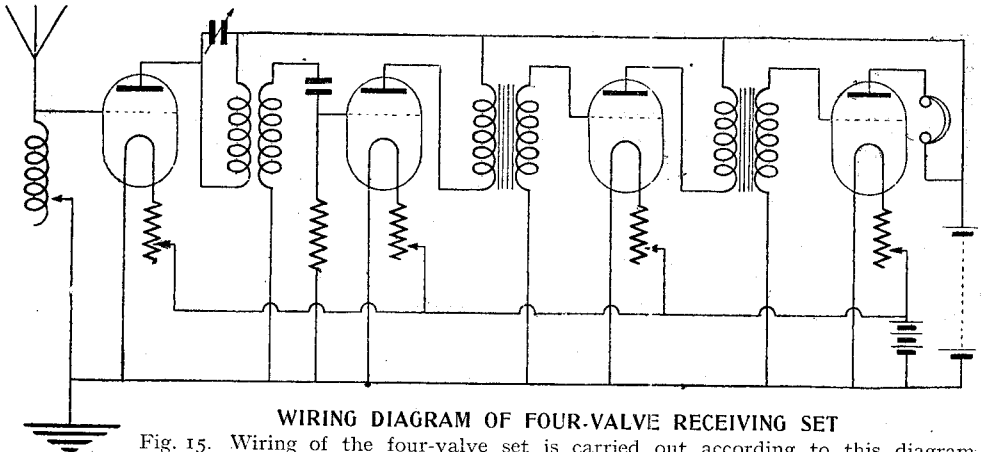 WIRING DIAGRAM OF FOUR-VALVE RECEIVING SET
Fig. 15. Wiring of the four-valve set is carried out according to this diagram